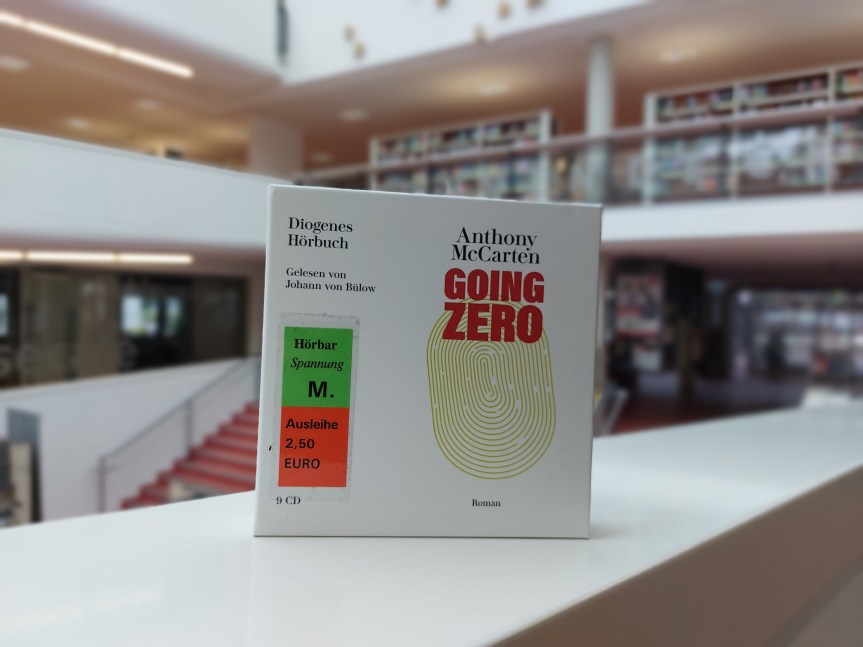 Diogenes
Hörbuch
Gelesen von
Johann von Bülow
Anthony
McCarten
GOING
ZERO
Hörbar
Spannung
M.
Ausleihe
2,50
EURO
9 CD
Roman